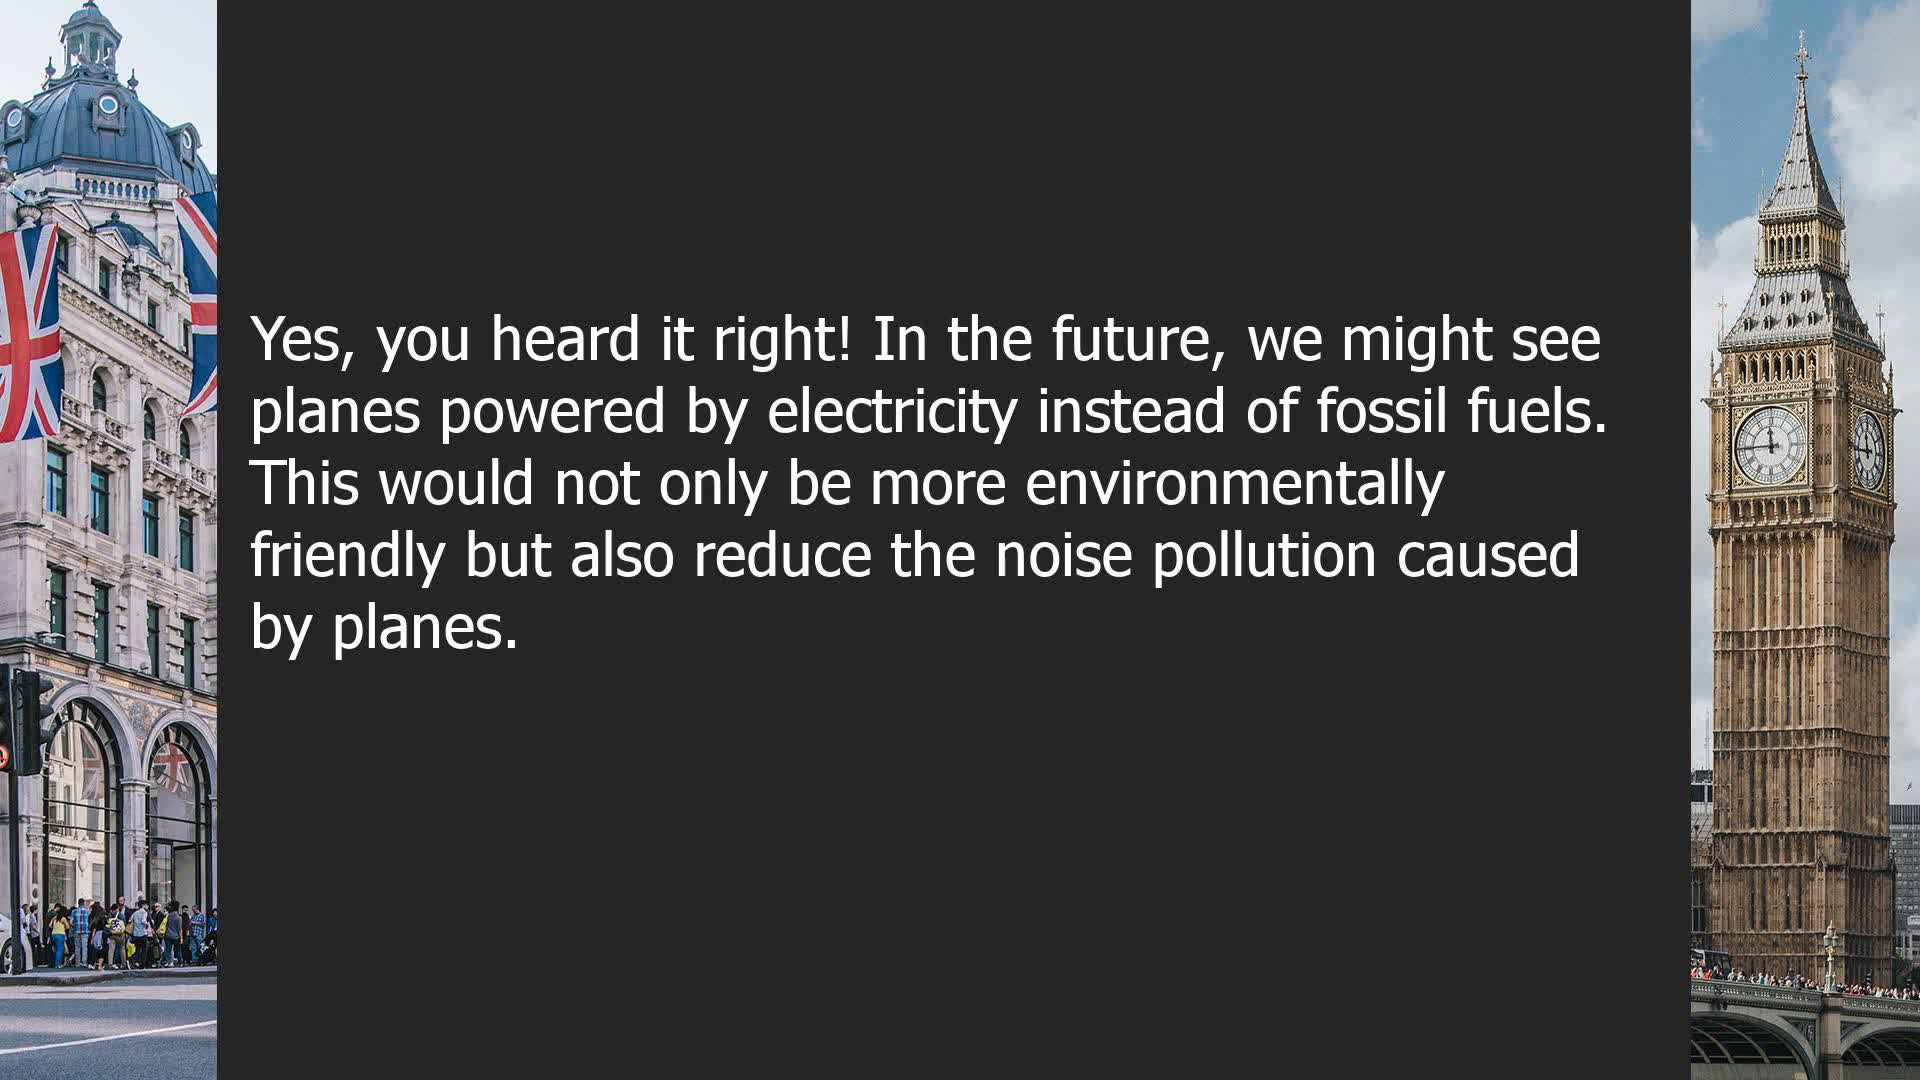 Yes, you heard it right! In the future, we might see
planes powered by electricity instead of fossil fuels.
This would not only be more environmentally
friendly but also reduce the noise pollution caused
by planes.